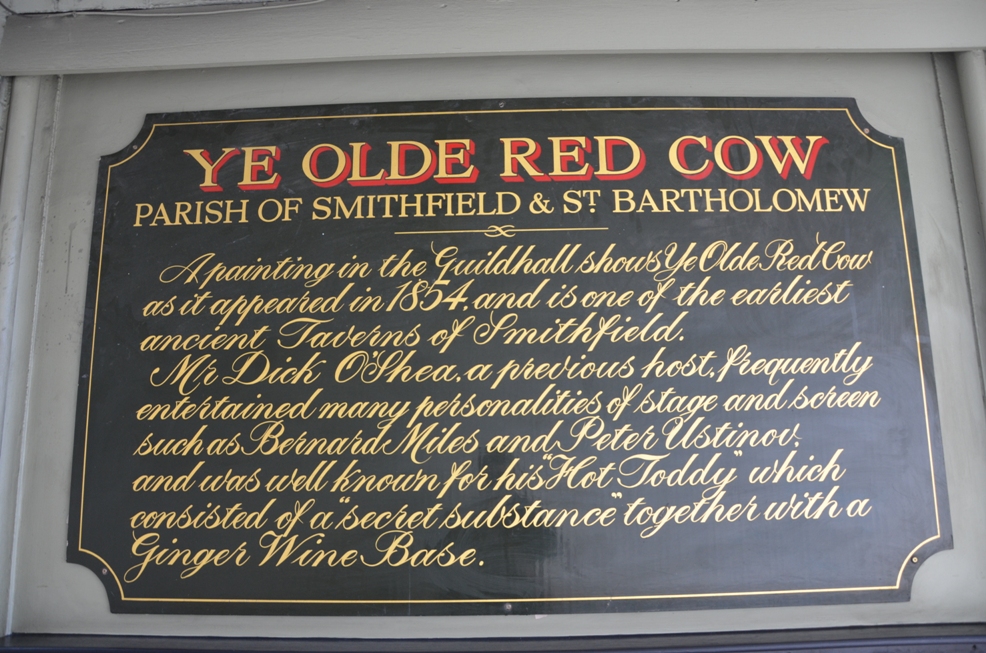 YE OLDE RED COW
PARISH OF SMITHFIELD & ST BARTHOLOMEW
A painting in the Guildhall shows Ye Olde Red Cow
as it appeared in 1854, and is one of the earliest
ancient Taverns of Smithfield.
Mr Dick O'Shea, a previous host, frequently
entertained many personalities of stage and screen
such as Bernard Miles and Peter Ustinov,
and was well known for his "Hot Toddy" which
consisted of a "secret substance" together with a
Ginger Wine Base.